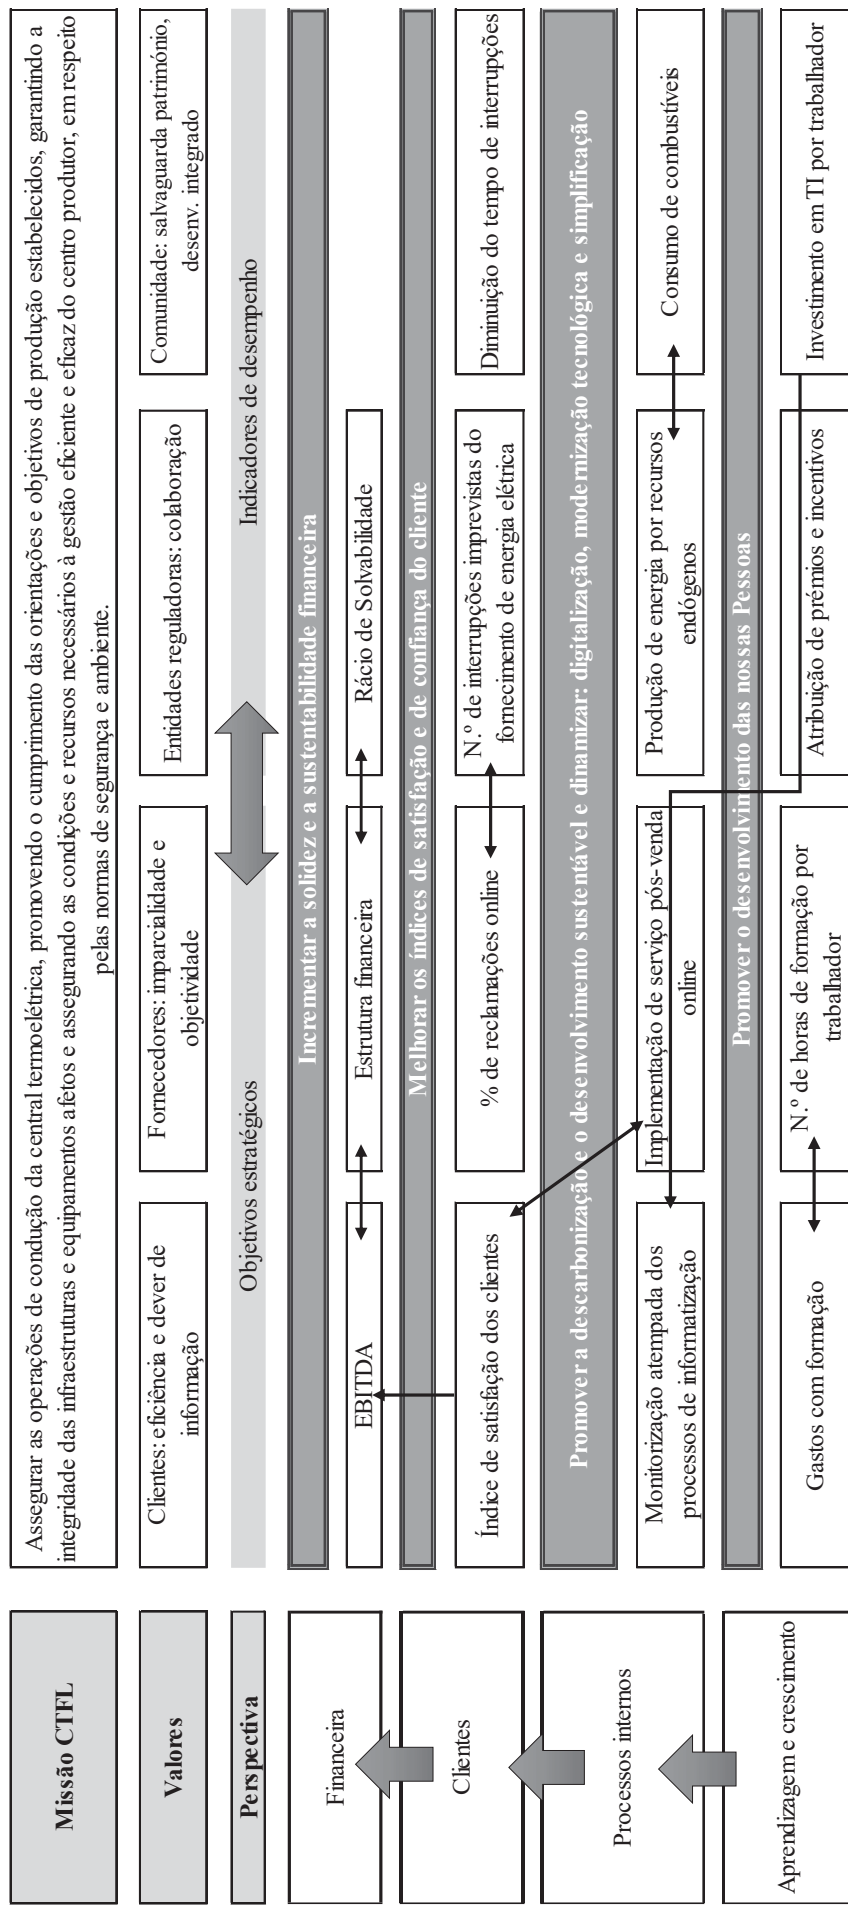 Missão CTFL
Assegurar as operações de condução da central termoelétrica, promovendo o cumprimento das orientações e objetivos de produção estabelecidos, garantindo a
integridade das infraestruturas e equipamentos afetos e assegurando as condições e recursos necessários à gestão eficiente e eficaz do centro produtor, em respeito
pelas normas de segurança e ambiente.
Valores
Clientes: eficiência e dever de
informação
Fornecedores: imparcialidade e
objetividade
Entidades reguladoras: colaboração
Comunidade: salvaguarda património,
desenv. integrado
Perspectiva
Objetivos estratégicos
Indicadores de desempenho
Financeira
Incrementar a solidez e a sustentabilidade financeira
EBITDA
Estrutura financeira
Rácio de Solvabilidade
Clientes
Melhorar os índices de satisfação e de confiança do cliente
Índice de satisfação dos clientes
% de reclamações online
N.º de interrupções imprevistas do
fornecimento de energia elétrica
Diminuição do tempo de interrupções
Processos internos
Promover a descarbonização e o desenvolvimento sustentável e dinamizar: digitalização, modernização tecnológica e simplificação
Monitorização atempada dos
processos de informatização
Implementação de serviço pós-venda
online
Produção de energia por recursos
endógenos
Consumo de combustíveis
Aprendizagem e crescimento
Promover o desenvolvimento das nossas Pessoas
Gastos com formação
N.º de horas de formação por
trabalhador
Atribuição de prémios e incentivos
Investimento em TI por trabalhador